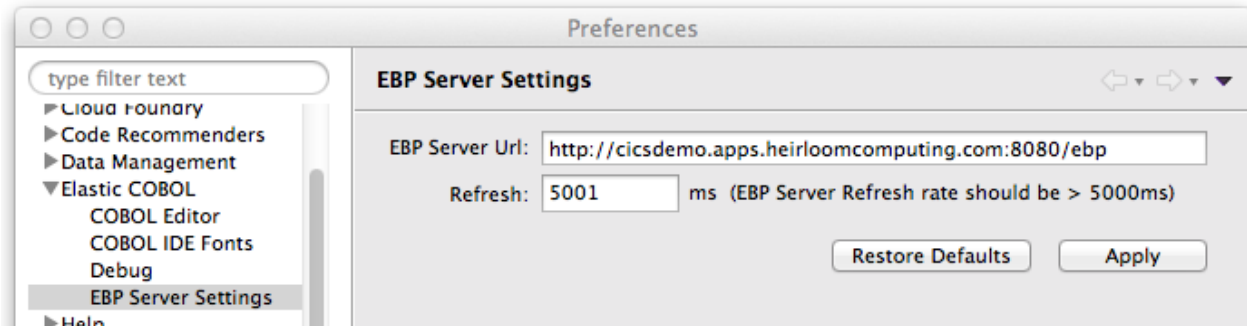 Preferences
type filter text
Cloud Foundry
Code Recommenders
Data Management
Elastic COBOL
COBOL Editor
COBOL IDE Fonts
Debug
EBP Server Settings
Help
EBP Server Settings
EBP Server Url: http://cicsdemo.apps.heirloomcomputing.com:8080/ebp
Refresh: 5001 ms (EBP Server Refresh rate should be > 5000ms)
Restore Defaults Apply